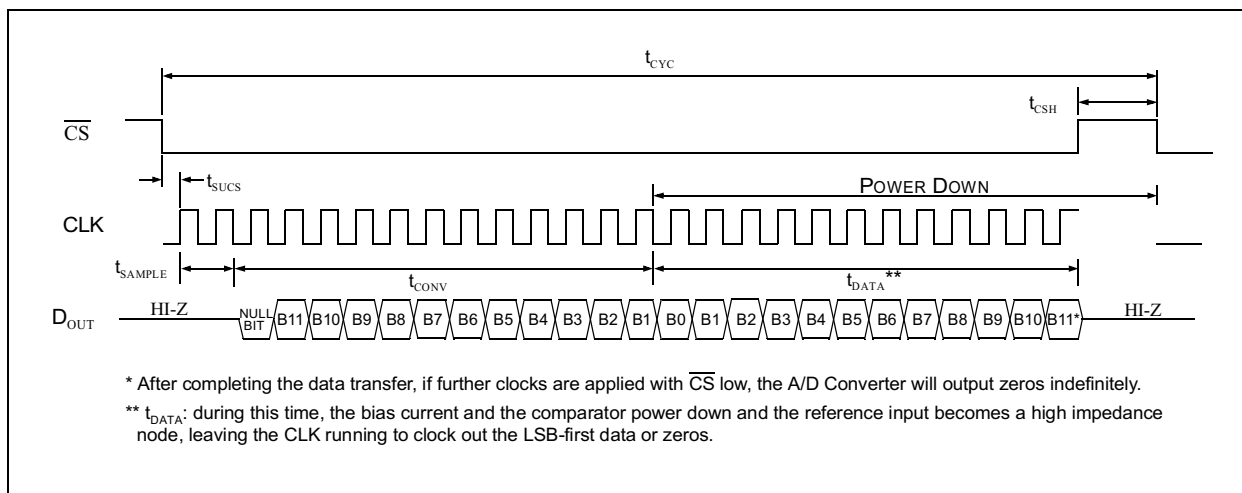 tCYC
tCSH
CS
tSUCS
POWER DOWN
CLK
tSAMPLE
tCONV
tDATA**
HI-Z
DOUT
NULL BIT B11 B10 B9 B8 B7 B6 B5 B4 B3 B2 B1 B0 B1 B2 B3 B4 B5 B6 B7 B8 B9 B10 B11*
HI-Z
* After completing the data transfer, if further clocks are applied with CS low, the A/D Converter will output zeros indefinitely.
** tDATA: during this time, the bias current and the comparator power down and the reference input becomes a high impedance
node, leaving the CLK running to clock out the LSB-first data or zeros.